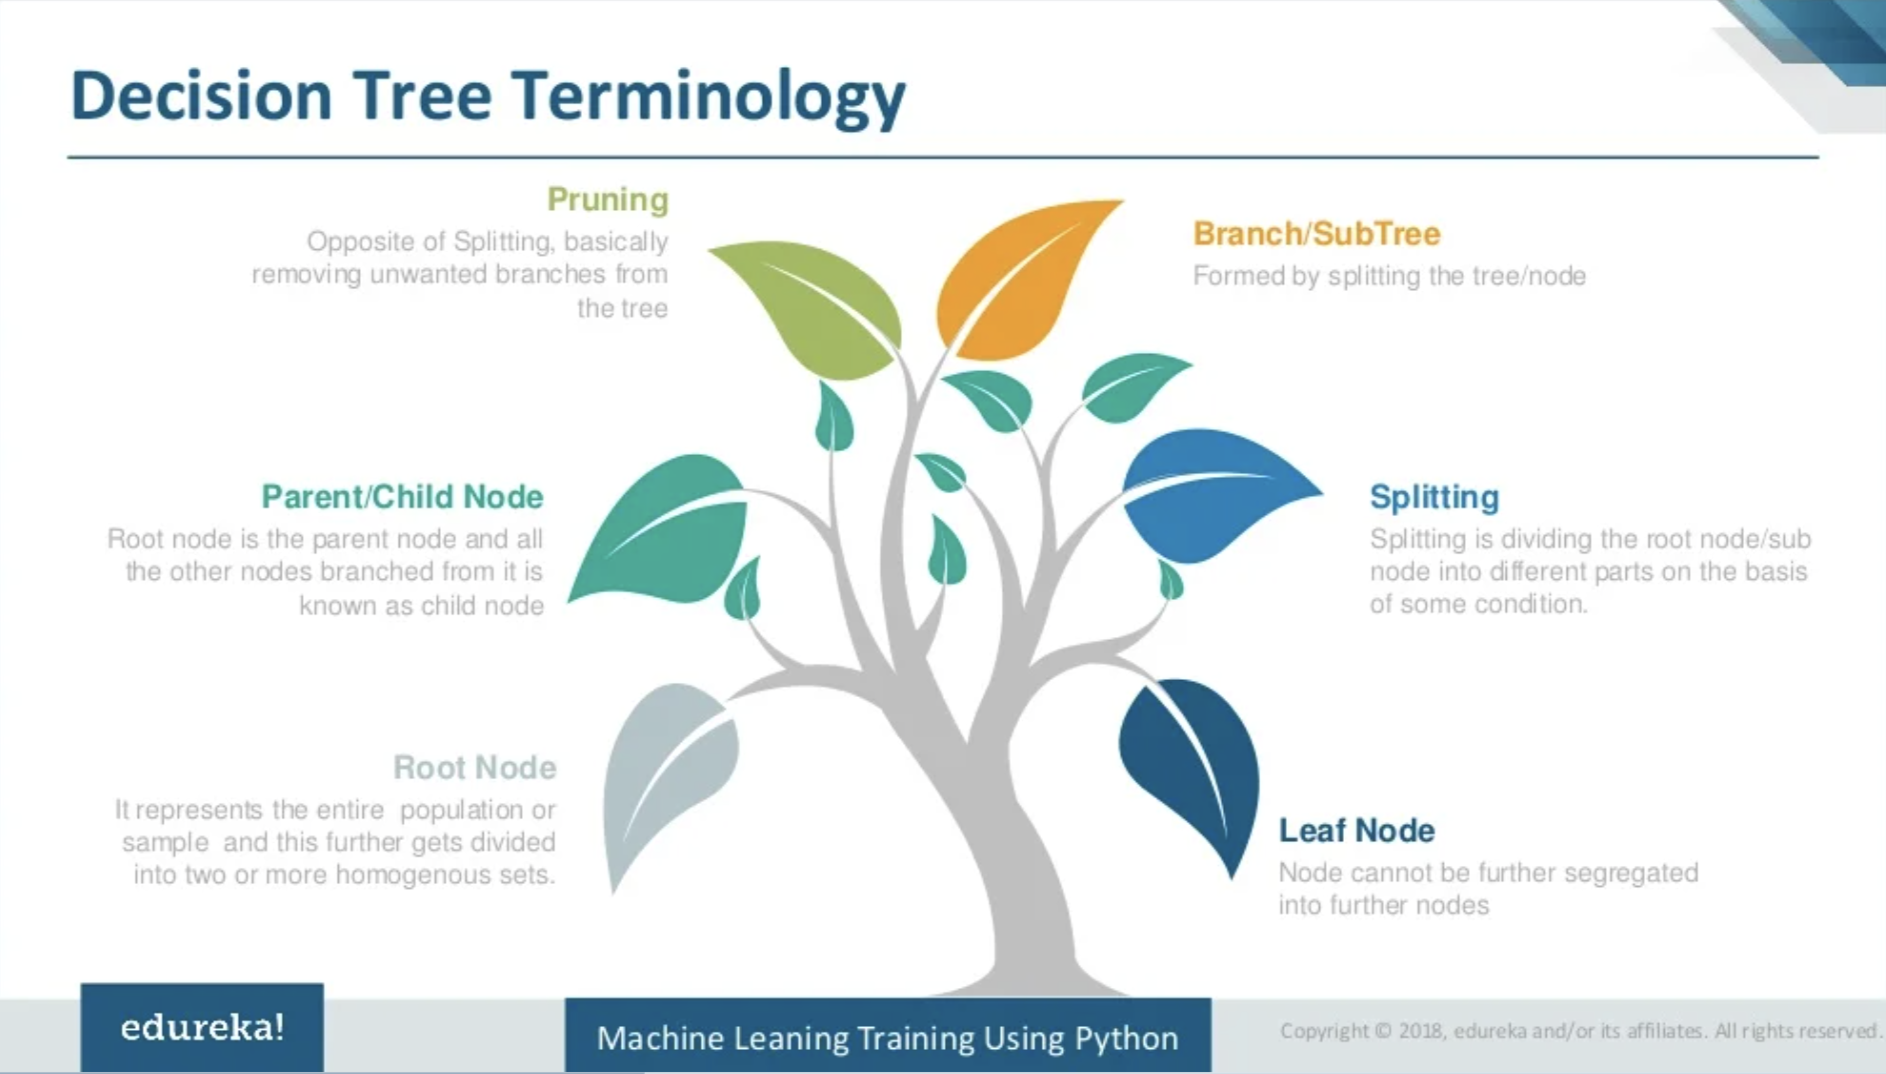 Decision Tree Terminology
Pruning
Opposite of Splitting, basically
removing unwanted branches from
the tree
Branch/SubTree
Formed by splitting the tree/node
Parent/Child Node
Root node is the parent node and all
the other nodes branched from it is
known as child node
Splitting
Splitting is dividing the root node/sub
node into different parts on the basis
of some condition.
Root Node
It represents the entire population or
sample and this further gets divided
into two or more homogenous sets.
Leaf Node
Node cannot be further segregated
into further nodes
edureka!
Machine Leaning Training Using Python
Copyright © 2018, edureka and/or its affiliates. All rights reserved.